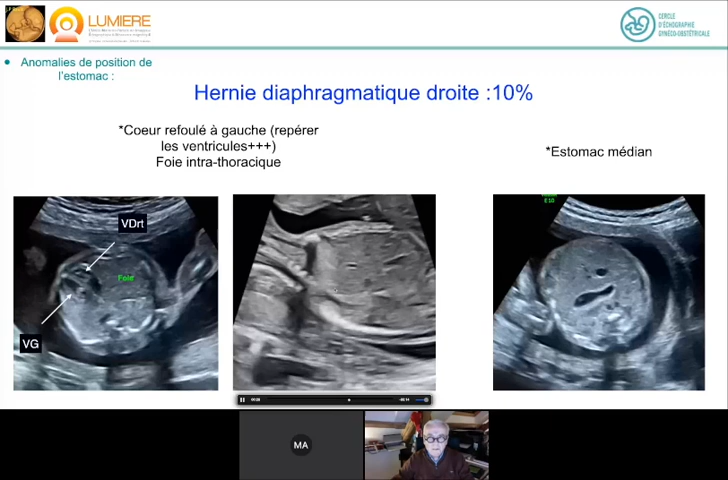 LUMIERE
CERCLE
D'ÉCHOGRAPHIE
GYNÉCO-OBSTÉTRICALE
• Anomalies de position de
l'estomac :
Hernie diaphragmatique droite :10%
*Coeur refoulé à gauche (repérer
les ventricules+++)
Foie intra-thoracique
*Estomac médian
VDrt
Foie
VG
MA